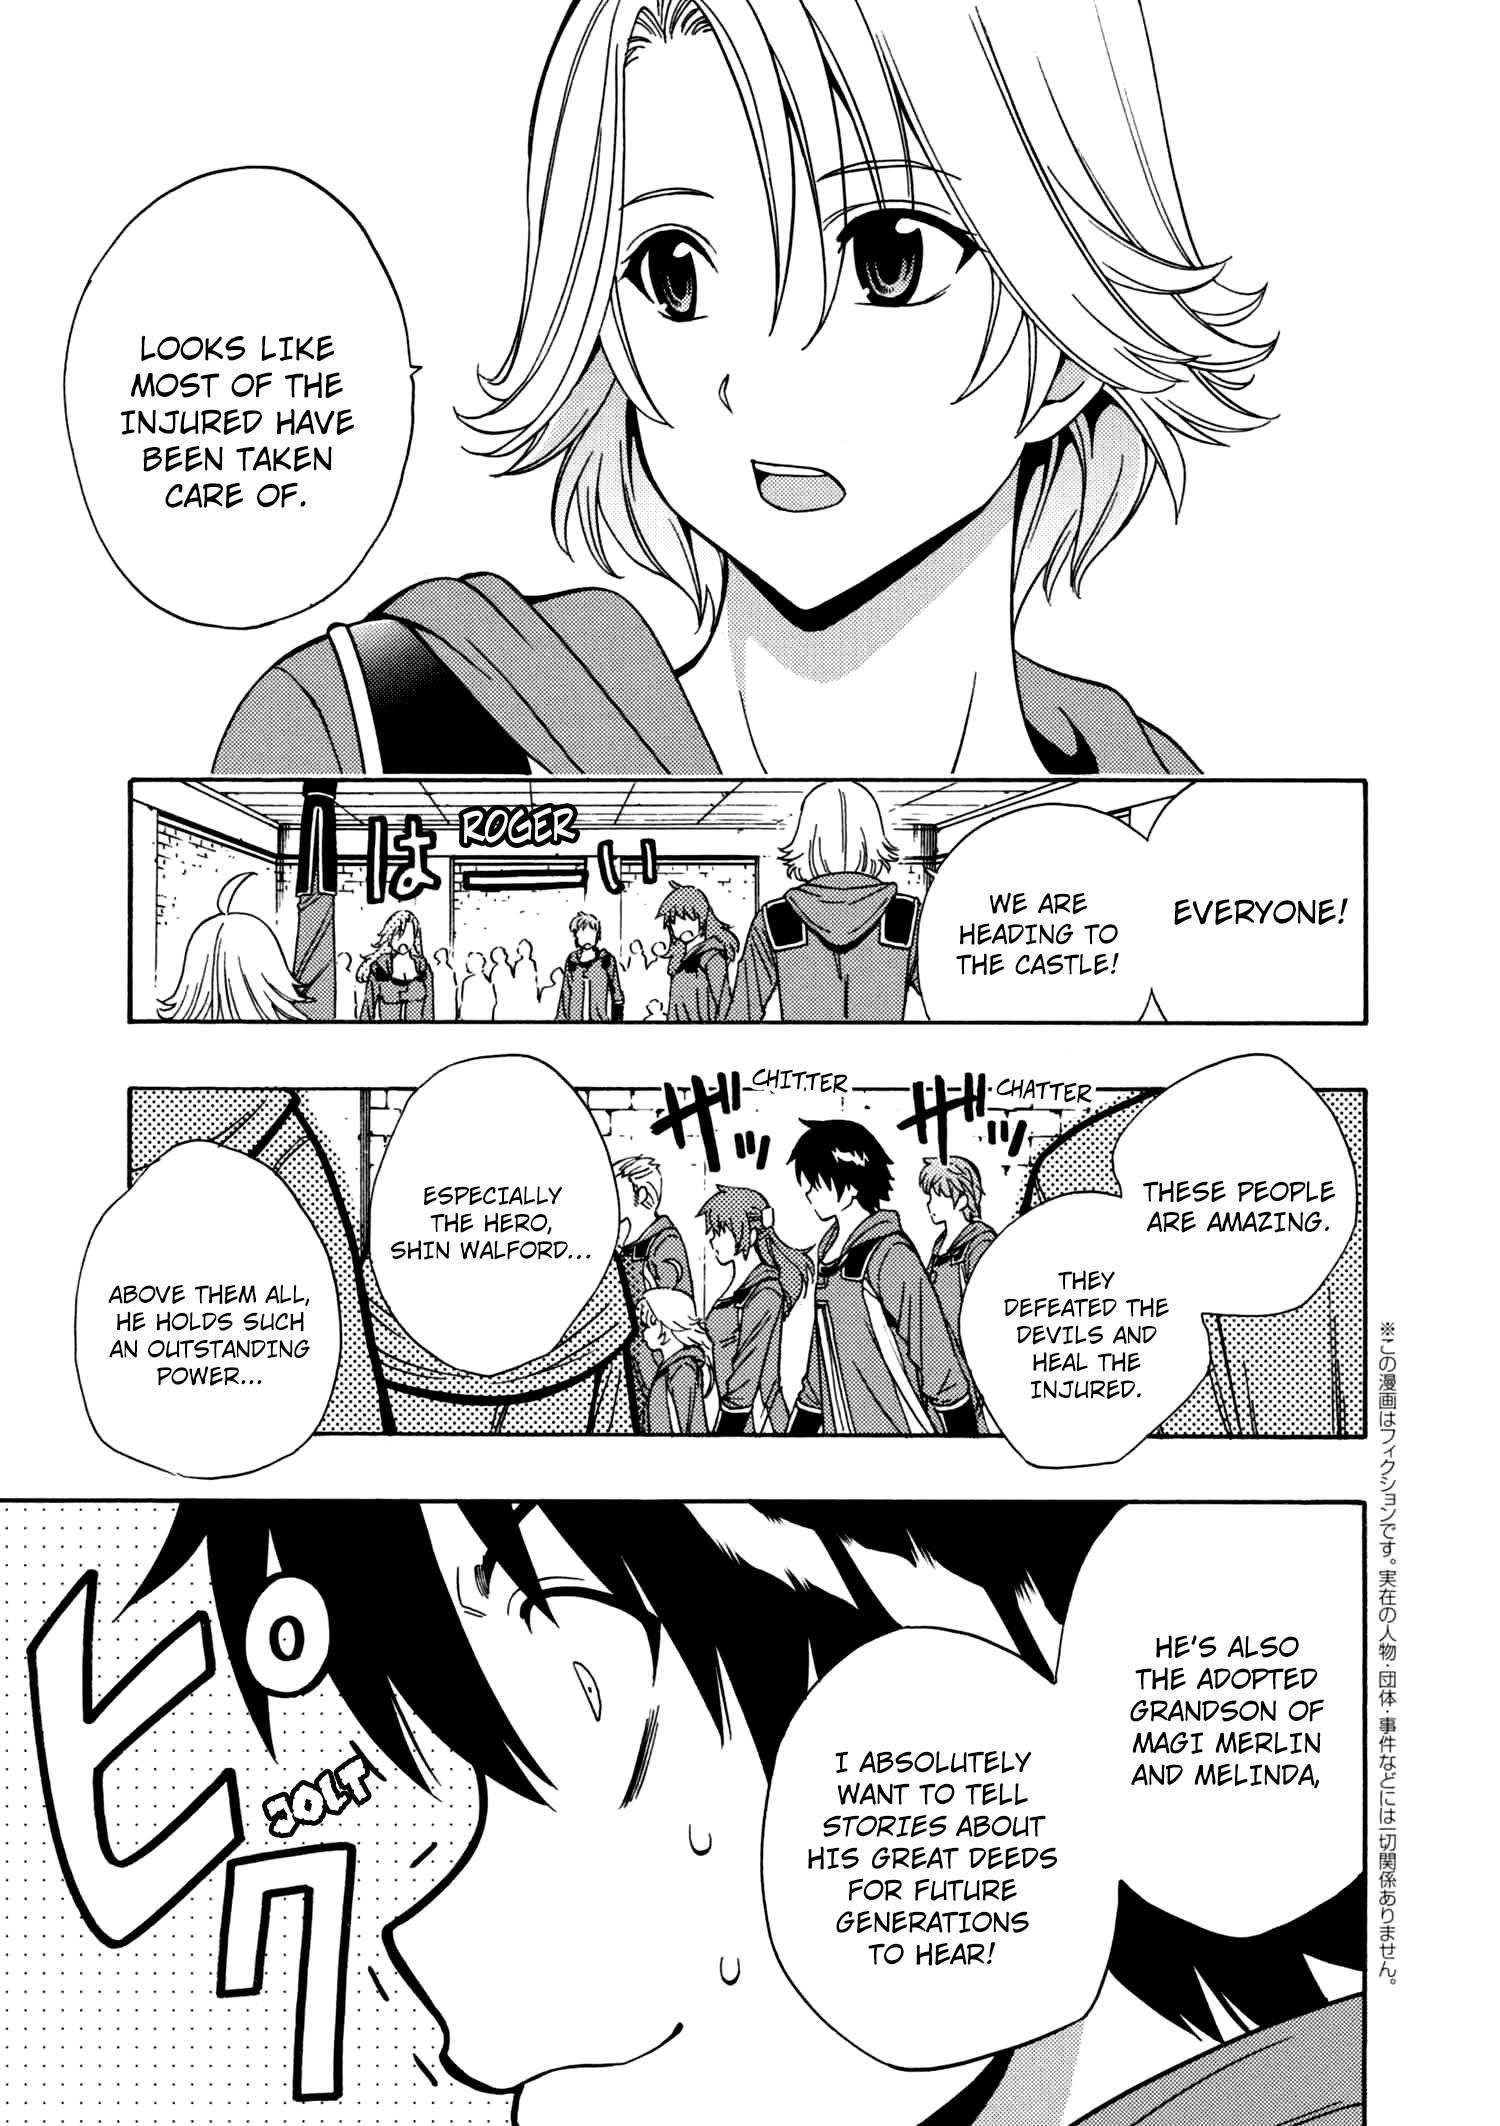 LOOKS LIKE
MOST OF THE
INJURED HAVE
BEEN TAKEN
CARE OF.
EVERYONE!
WE ARE
HEADING TO
THE CASTLE!
ROGER
はーい
CHATTER
ザッ
CHITTER
ザッ
THESE PEOPLE
ARE AMAZING.
THEY
DEFEATED THE
DEVILS AND
HEAL THE
INJURED.
ESPECIALLY
THE HERO,
SHIN WALFORD...
ABOVE THEM ALL,
HE HOLDS SUCH
AN OUTSTANDING
POWER...
HE'S ALSO
THE ADOPTED
GRANDSON OF
MAGI MERLIN
AND MELINDA,
I ABSOLUTELY
WANT TO TELL
STORIES ABOUT
HIS GREAT DEEDS
FOR FUTURE
GENERATIONS
TO HEAR!
ピク
JOLT
※この漫画はフィクションです。実在の人物・団体・事件などには一切関係ありません。